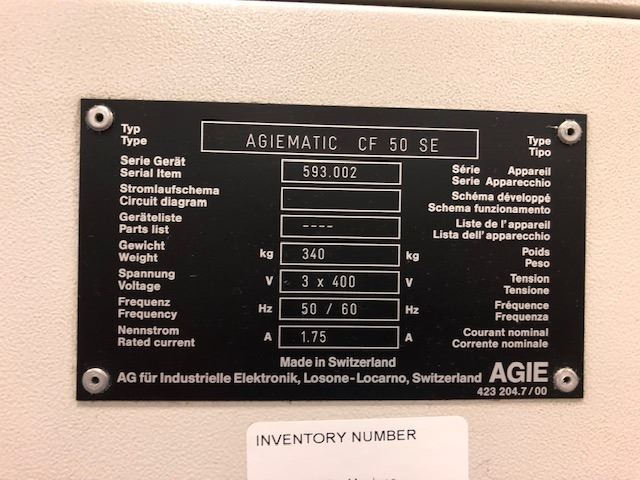 Typ
Type
AGIEMATIC CF 50 SE
Type
Tipo
Serie Gerät
Serial Item
593.002
Série Appareil
Serie Apparecchio
Stromlaufschema
Circuit diagram
Schéma développé
Schema funzionamento
Geräteliste
Parts list
----
Liste de l'appareil
Lista dell'apparecchio
Gewicht
Weight
kg 340 kg
Poids
Peso
Spannung
Voltage
V 3 x 400 V
Tension
Tensione
Frequenz
Frequency
Hz 50 / 60 Hz
Fréquence
Frequenza
Nennstrom
Rated current
A 1.75 A
Courant nominal
Corrente nominale
Made in Switzerland
AG für Industrielle Elektronik, Losone-Locarno, Switzerland AGIE
423 204.7/00
INVENTORY NUMBER